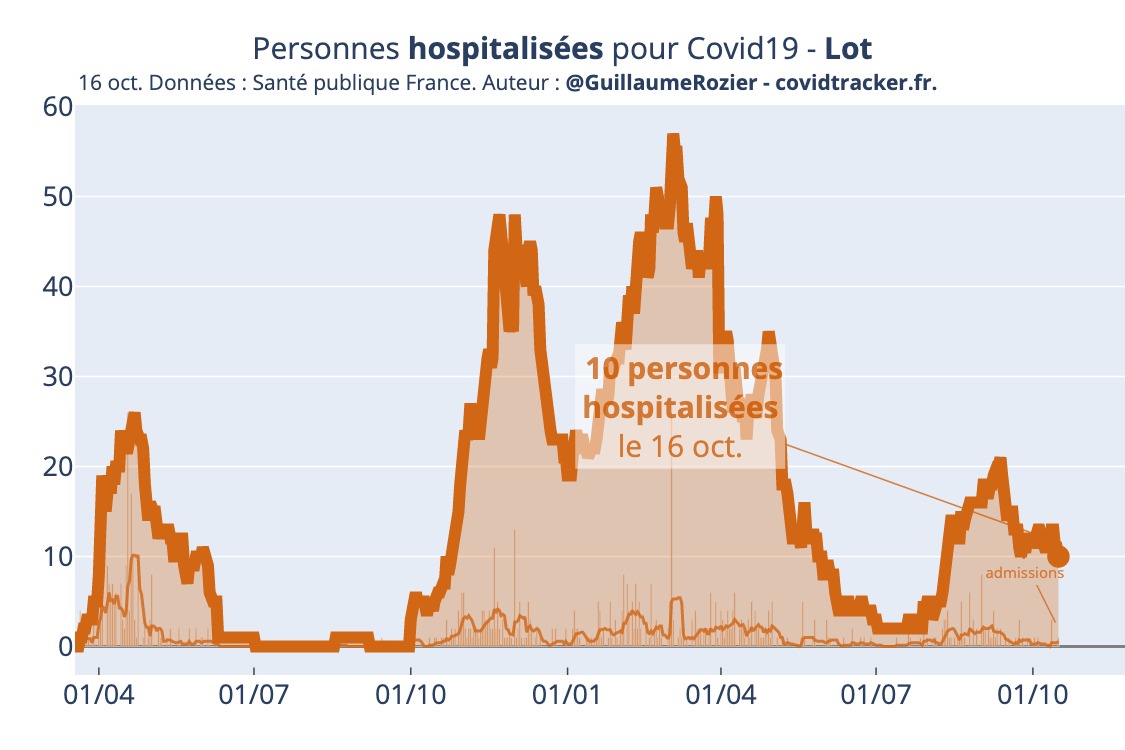 Personnes hospitalisées pour Covid19 - Lot
16 oct. Données : Santé publique France. Auteur : @GuillaumeRozier - covidtracker.fr.
60
50
40
30
20
10
0
10 personnes
hospitalisées
le 16 oct.
admissions
01/04 01/07 01/10 01/01 01/04 01/07 01/10